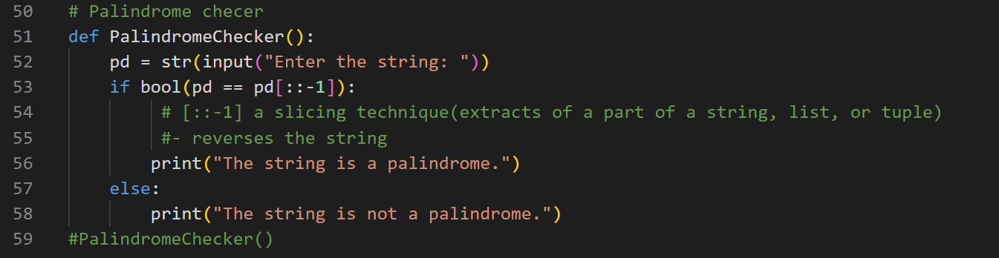 50 # Palindrome checer
51 def PalindromeChecker():
52     pd = str(input("Enter the string: "))
53     if bool(pd == pd[::-1]):
54          # [::-1] a slicing technique(extracts of a part of a string, list, or tuple)
55          #- reverses the string
56         print("The string is a palindrome.")
57     else:
58         print("The string is not a palindrome.")
59 #PalindromeChecker()